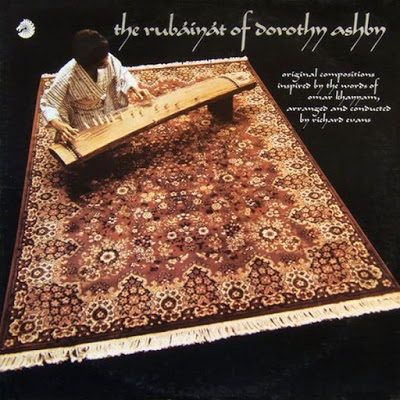 the rubáiyát of dorothy ashby
original compositions
inspired by the words of
omar khayyam,
arranged and conducted
by richard evans